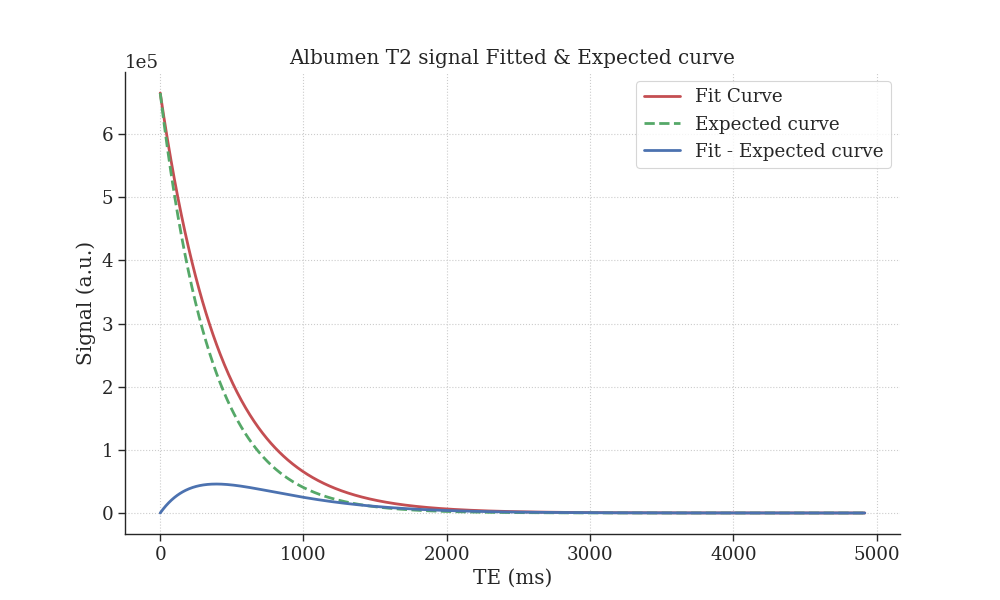 Albumen T2 signal Fitted & Expected curve
1e5
Fit Curve
Expected curve
Fit - Expected curve
6
5
4
3
2
1
0
Signal (a.u.)
0 1000 2000 3000 4000 5000
TE (ms)